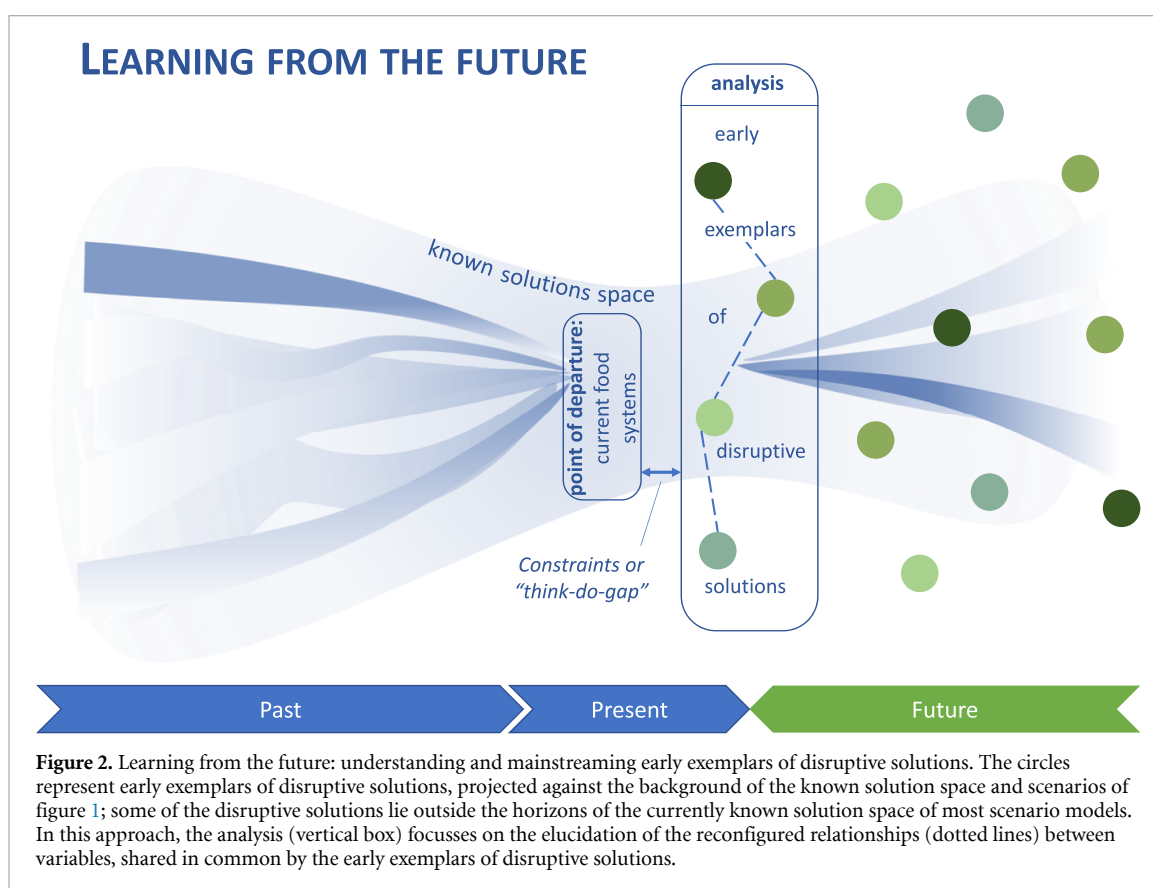 LEARNING FROM THE FUTURE
analysis
early
exemplars
of
disruptive
solutions
known solutions space
point of departure:
current food
systems
Constraints or
“think-do-gap”
Past
Present
Future
Figure 2. Learning from the future: understanding and mainstreaming early exemplars of disruptive solutions. The circles
represent early exemplars of disruptive solutions, projected against the background of the known solution space and scenarios of
figure 1; some of the disruptive solutions lie outside the horizons of the currently known solution space of most scenario models.
In this approach, the analysis (vertical box) focusses on the elucidation of the reconfigured relationships (dotted lines) between
variables, shared in common by the early exemplars of disruptive solutions.